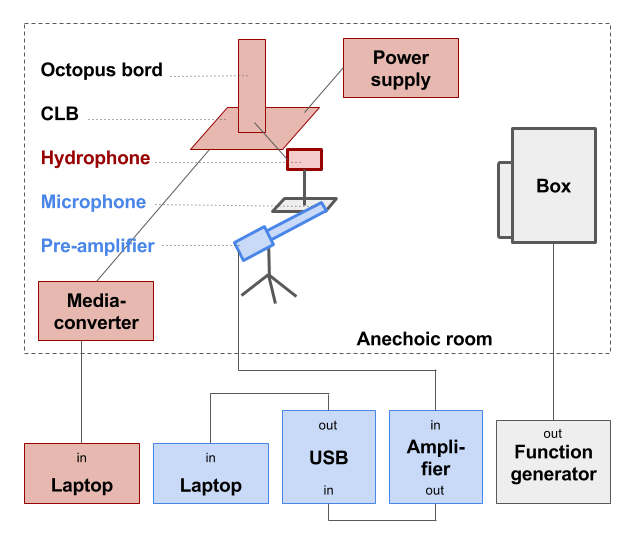 Octopus bord
Power
supply
CLB
Hydrophone
Microphone
Box
Pre-amplifier
Media-
converter
Anechoic room
in
Laptop
in
Laptop
out
USB
in
in
Ampli-
fier
out
out
Function
generator